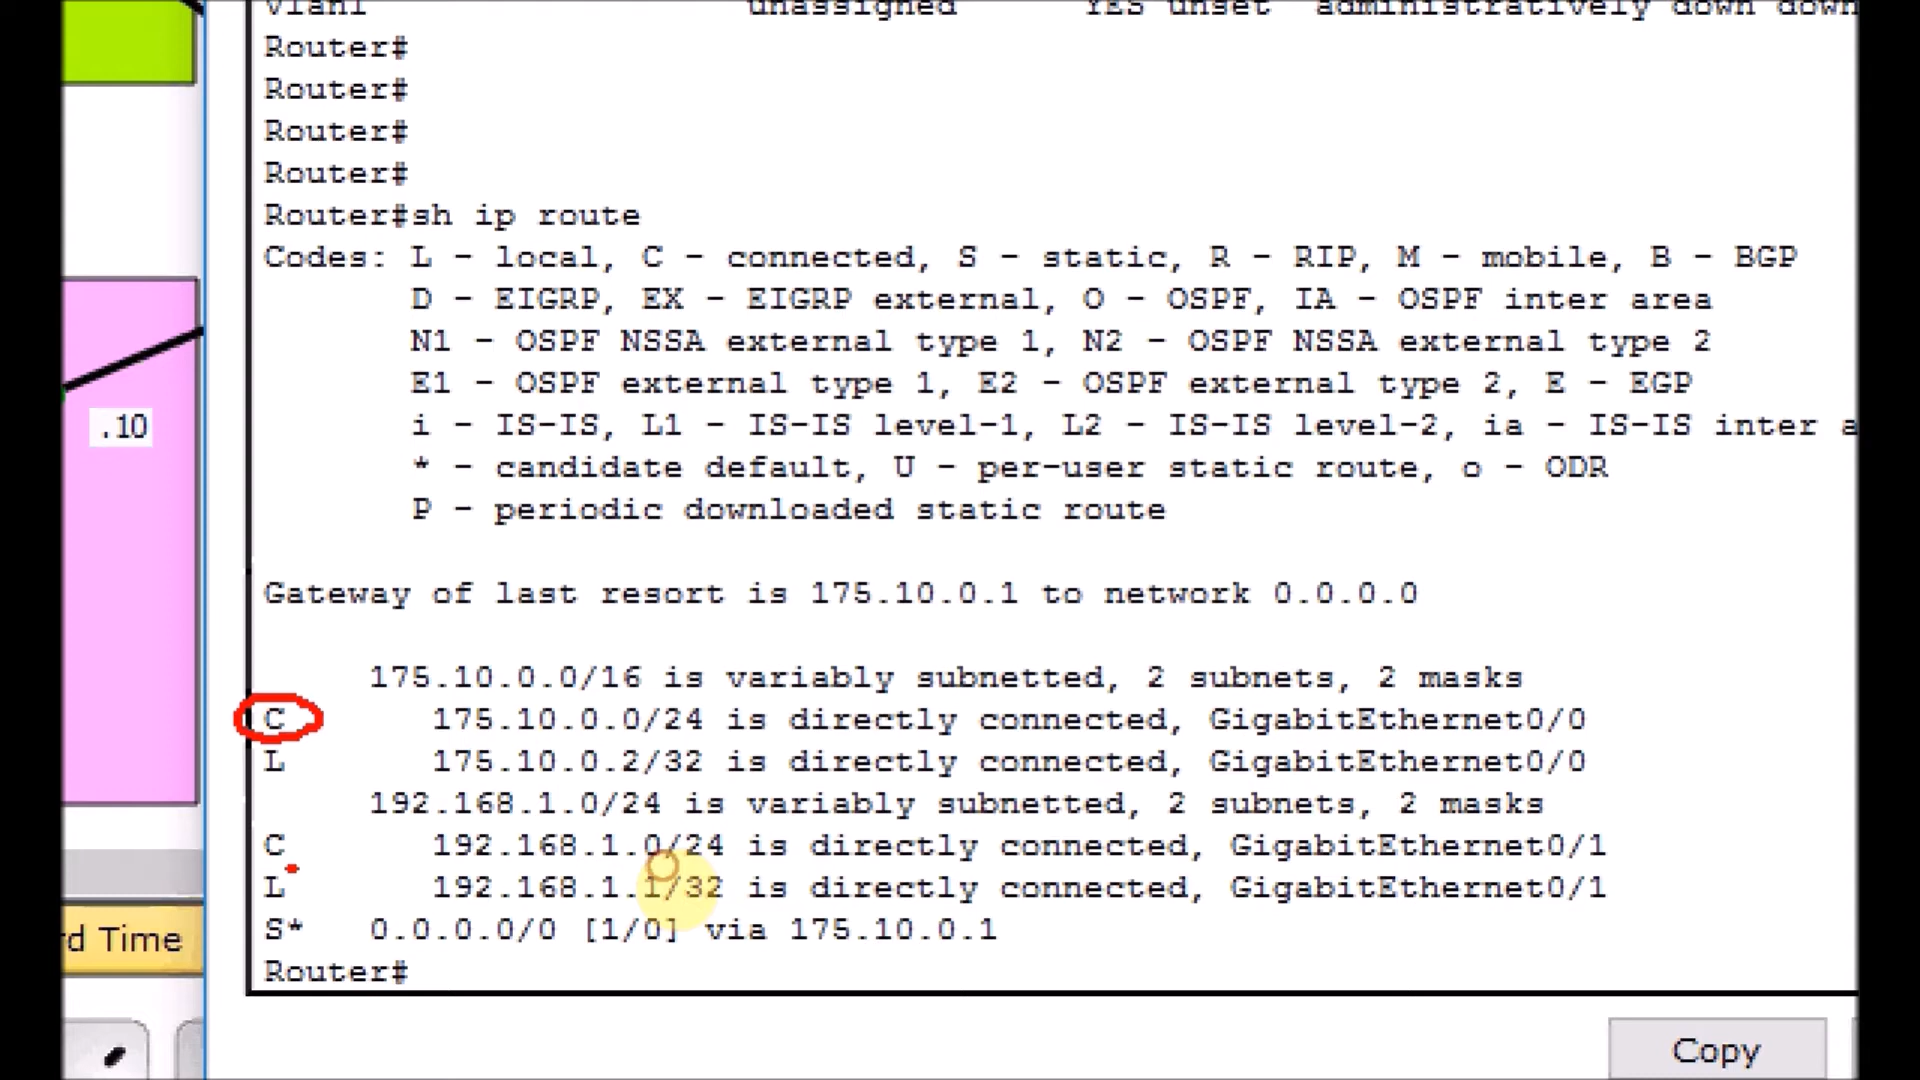 vlan1 unassigned YES unset administratively down down
Router#
Router#
Router#
Router#
Router#sh ip route
Codes: L - local, C - connected, S - static, R - RIP, M - mobile, B - BGP
D - EIGRP, EX - EIGRP external, O - OSPF, IA - OSPF inter area
N1 - OSPF NSSA external type 1, N2 - OSPF NSSA external type 2
E1 - OSPF external type 1, E2 - OSPF external type 2, E - EGP
i - IS-IS, L1 - IS-IS level-1, L2 - IS-IS level-2, ia - IS-IS inter a
* - candidate default, U - per-user static route, o - ODR
P - periodic downloaded static route
.10
Gateway of last resort is 175.10.0.1 to network 0.0.0.0
175.10.0.0/16 is variably subnetted, 2 subnets, 2 masks
C 175.10.0.0/24 is directly connected, GigabitEthernet0/0
L 175.10.0.2/32 is directly connected, GigabitEthernet0/0
192.168.1.0/24 is variably subnetted, 2 subnets, 2 masks
C 192.168.1.0/24 is directly connected, GigabitEthernet0/1
L 192.168.1.1/32 is directly connected, GigabitEthernet0/1
S* 0.0.0.0/0 [1/0] via 175.10.0.1
Router#
rd Time
Copy